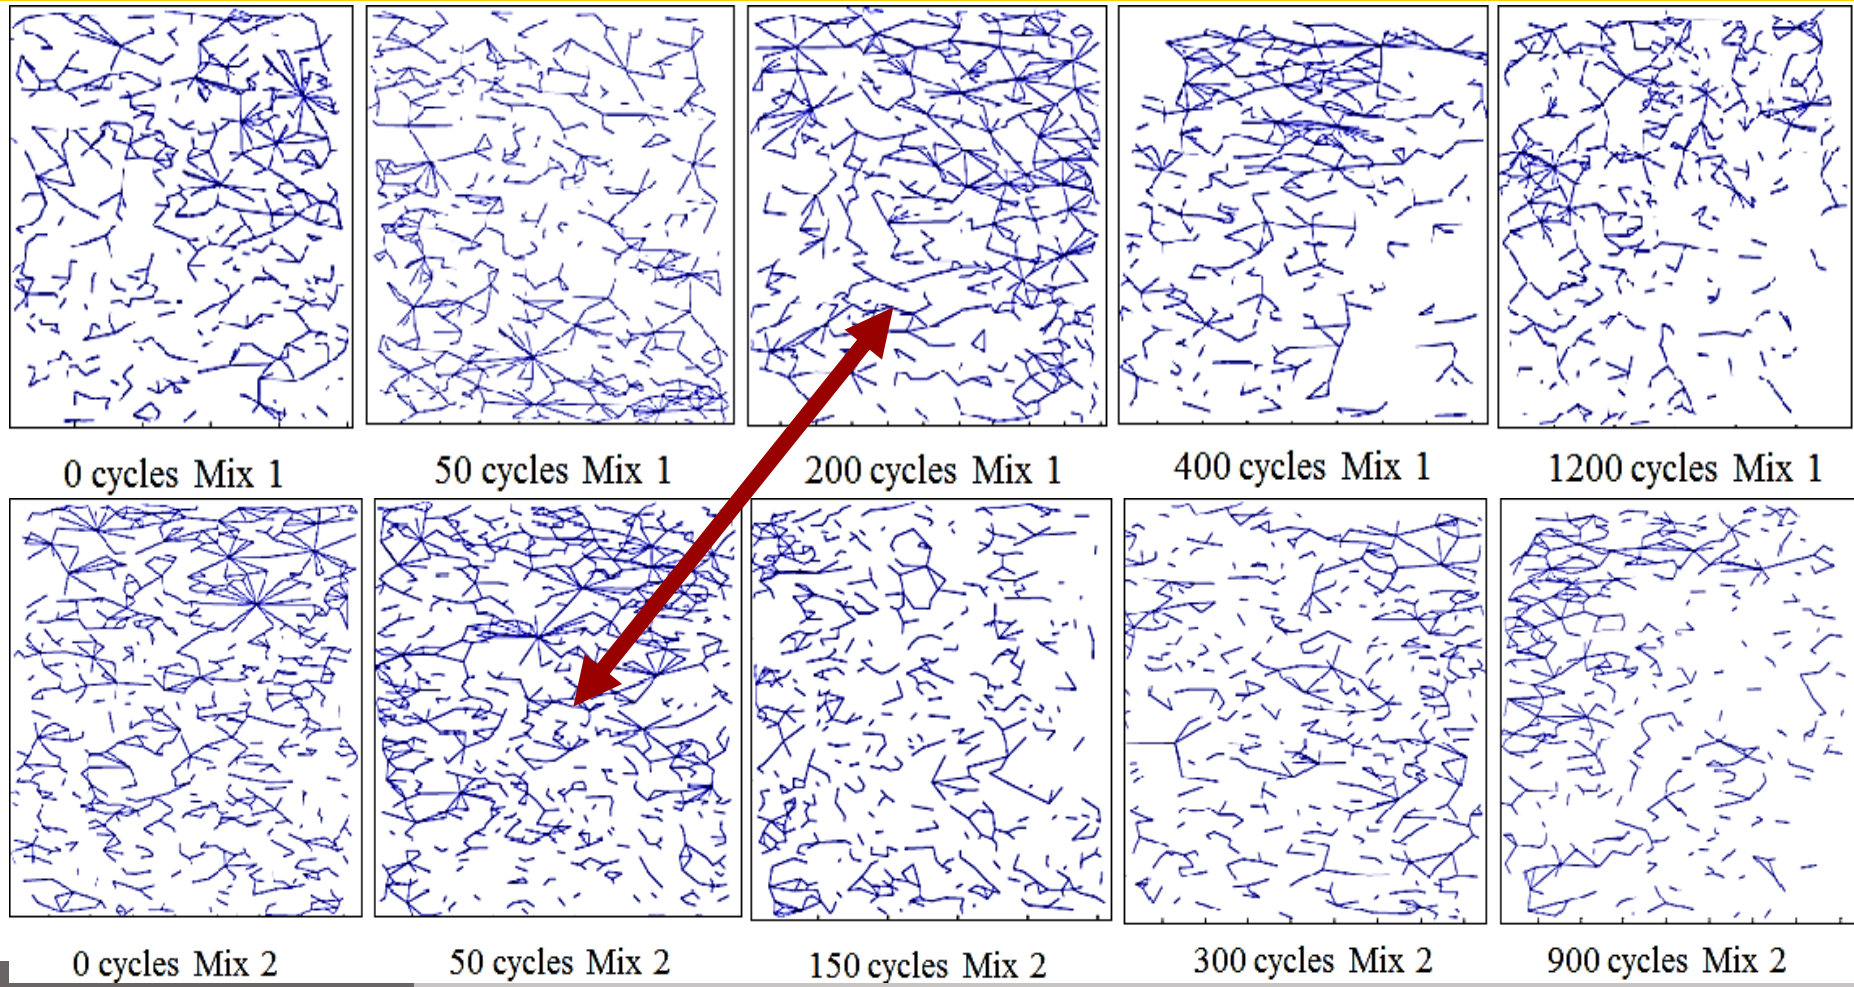 0 cycles Mix 1
50 cycles Mix 1
200 cycles Mix 1
400 cycles Mix 1
1200 cycles Mix 1
0 cycles Mix 2
50 cycles Mix 2
150 cycles Mix 2
300 cycles Mix 2
900 cycles Mix 2